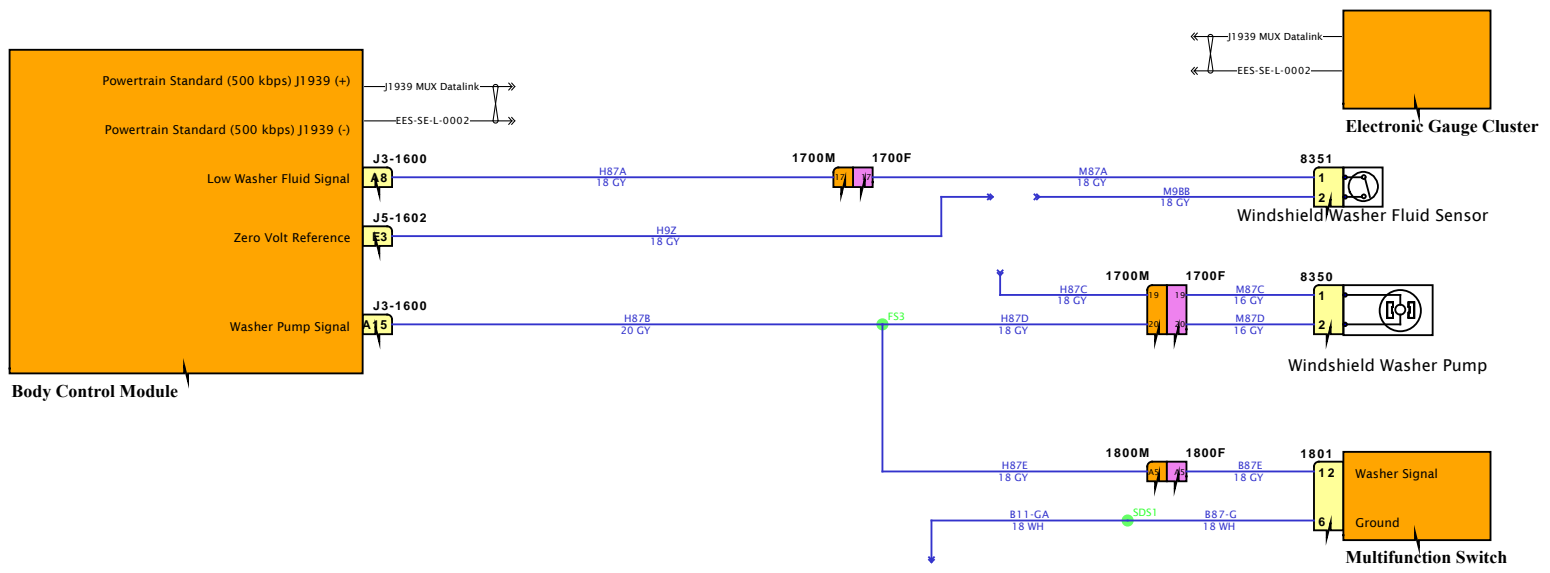 J1939 MUX Datalink
EES-SE-L-0002
Electronic Gauge Cluster
Powertrain Standard (500 kbps) J1939 (+)
J1939 MUX Datalink
EES-SE-L-0002
Powertrain Standard (500 kbps) J1939 (-)
J3-1600
Low Washer Fluid Signal
A8
H87A
18 GY
1700M
1700F
17
17
M87A
18 GY
8351
1
2
M9BB
18 GY
Windshield Washer Fluid Sensor
J5-1602
Zero Volt Reference
E3
H9Z
18 GY
J3-1600
Washer Pump Signal
A15
H87B
20 GY
FS3
H87C
18 GY
H87D
18 GY
1700M
1700F
19
19
20
20
M87C
16 GY
M87D
16 GY
8350
1
2
Windshield Washer Pump
Body Control Module
H87E
18 GY
1800M
1800F
A5
A5
B87E
18 GY
1801
12
Washer Signal
B11-GA
18 WH
SDS1
B87-G
18 WH
6
Ground
Multifunction Switch